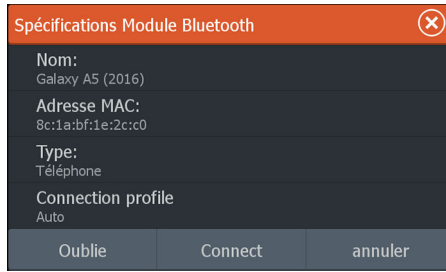 Spécifications Module Bluetooth
Nom:
Galaxy A5 (2016)
Adresse MAC:
8c:1a:bf:1e:2c:c0
Type:
Téléphone
Connection profile
Auto
Oublie Connect annuler